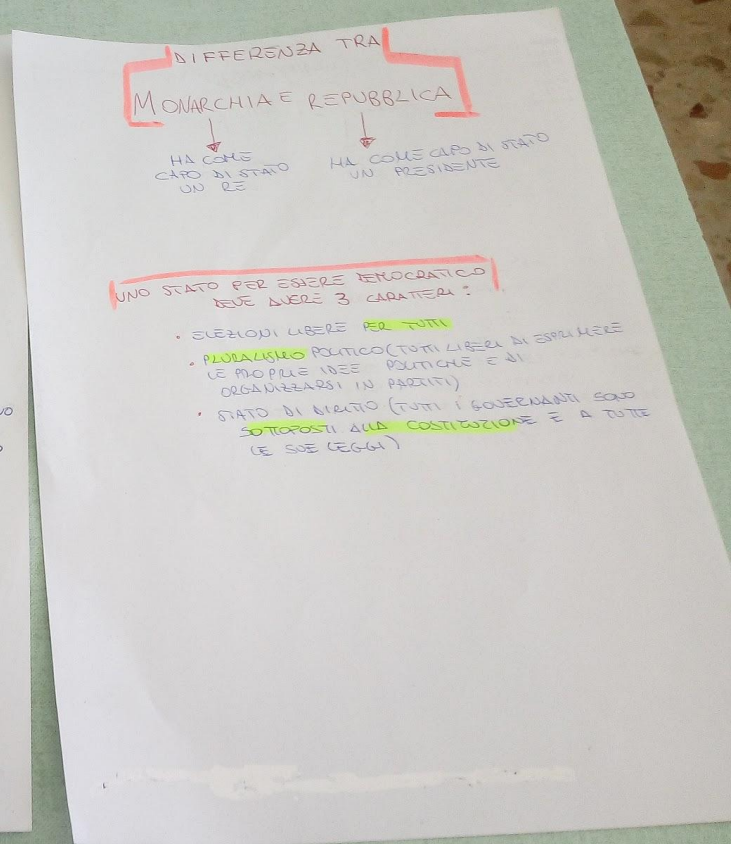 DIFFERENZA TRA
MONARCHIA E REPUBBLICA
HA COME
CAPO DI STATO
UN RE
HA COME CAPO DI STATO
UN PRESIDENTE
UNO STATO PER ESSERE DEMOCRATICO
DEVE AVERE 3 CARATTERI:
• ELEZIONI LIBERE PER TUTTI
• PLURALISMO POLITICO (TUTTI LIBERI DI ESPRIMERE
LE PROPRIE IDEE POLITICHE E DI
ORGANIZZARSI IN PARTITI)
• STATO DI DIRITTO (TUTTI I GOVERNANTI SONO
SOTTOPOSTI ALLA COSTITUZIONE E A TUTTE
LE SUE LEGGI)